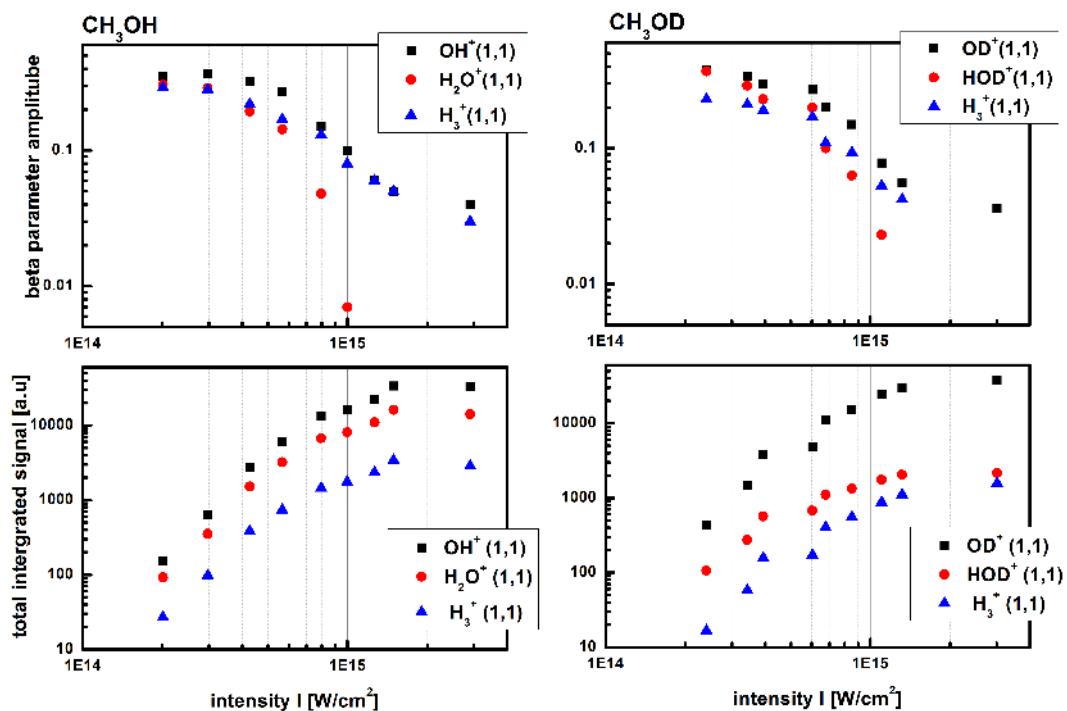 CH₃OH
OH⁺(1,1)
H₂O⁺(1,1)
H₃⁺(1,1)
0.1
0.01
beta parameter amplitube
1E14
1E15
CH₃OD
OD⁺(1,1)
HOD⁺(1,1)
H₃⁺(1,1)
0.1
0.01
1E14
1E15
10000
1000
100
10
total intergrated signal [a.u]
OH⁺ (1,1)
H₂O⁺ (1,1)
H₃⁺ (1,1)
1E14
1E15
intensity I [W/cm²]
10000
1000
100
10
OD⁺ (1,1)
HOD⁺ (1,1)
H₃⁺ (1,1)
1E14
1E15
intensity I [W/cm²]